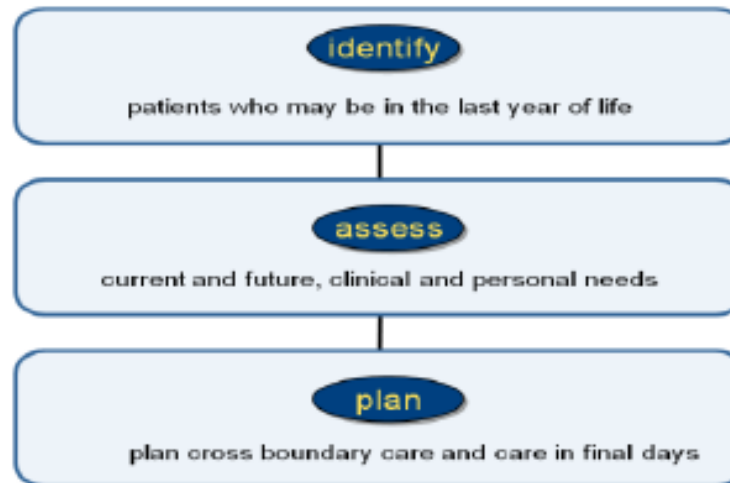 identify
patients who may be in the last year of life
assess
current and future, clinical and personal needs
plan
plan cross boundary care and care in final days